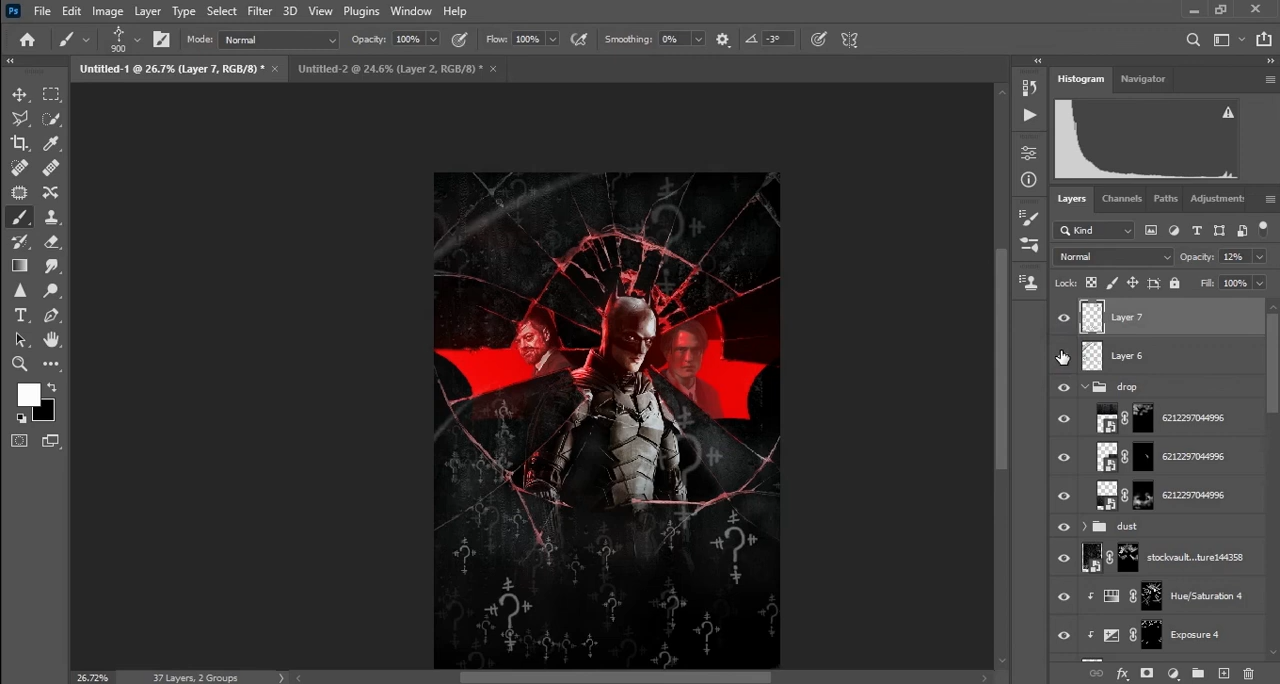 Ps File Edit Image Layer Type Select Filter 3D View Plugins Window Help
900 Mode: Normal Opacity: 100% Flow: 100% Smoothing: 0% -3°
Untitled-1 @ 26.7% (Layer 7, RGB/8) * × Untitled-2 @ 24.6% (Layer 2, RGB/8) * ×
Histogram Navigator
Layers Channels Paths Adjustments
Kind
Normal Opacity: 12%
Lock: Fill: 100%
Layer 7
Layer 6
drop
6212297044996
6212297044996
6212297044996
dust
stockvault...ture144358
Hue/Saturation 4
Exposure 4
26.72% 37 Layers, 2 Groups